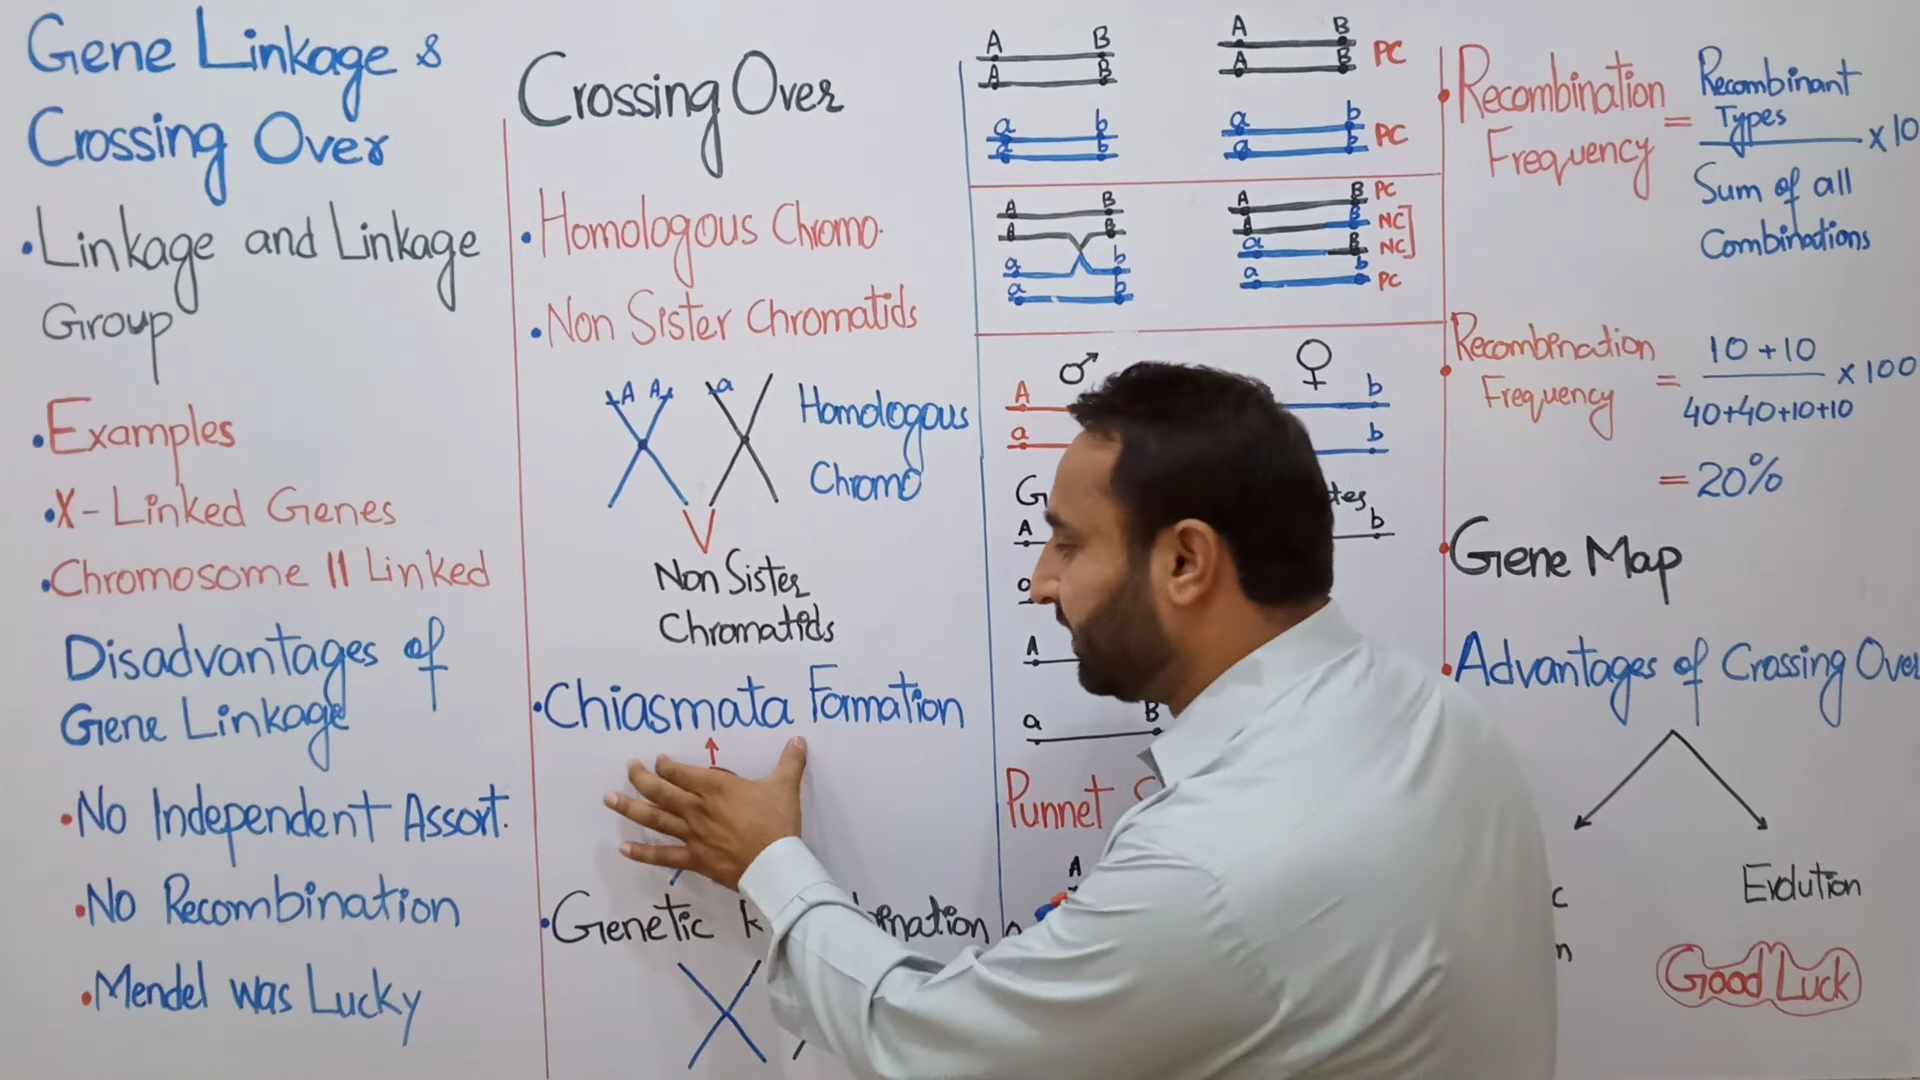 Gene Linkage &
Crossing Over
•Linkage and Linkage
Group
•Examples
•X-Linked Genes
•Chromosome 11 Linked
Disadvantages of
Gene Linkage
•No Independent Assort.
•No Recombination
•Mendel was Lucky
Crossing Over
•Homologous Chromo.
•Non Sister Chromatids
A A a
Homologous
Chromo
Non Sister
Chromatids
•Chiasmata Formation
•Genetic
A B
A B
a b
a b
A B
A B PC
a b
a b PC
A B
A B
a b
a b
A B PC
A B NC
a B NC
a b PC
♂ ♀
A
a
b
b
A
b
A
a B
Punnet
A
•Recombination
Frequency
=
Recombinant
Types
x10
Sum of all
Combinations
•Recombination
Frequency
= 10+10 x100
40+40+10+10
= 20%
•Gene Map
•Advantages of Crossing Over
Evolution
Good Luck